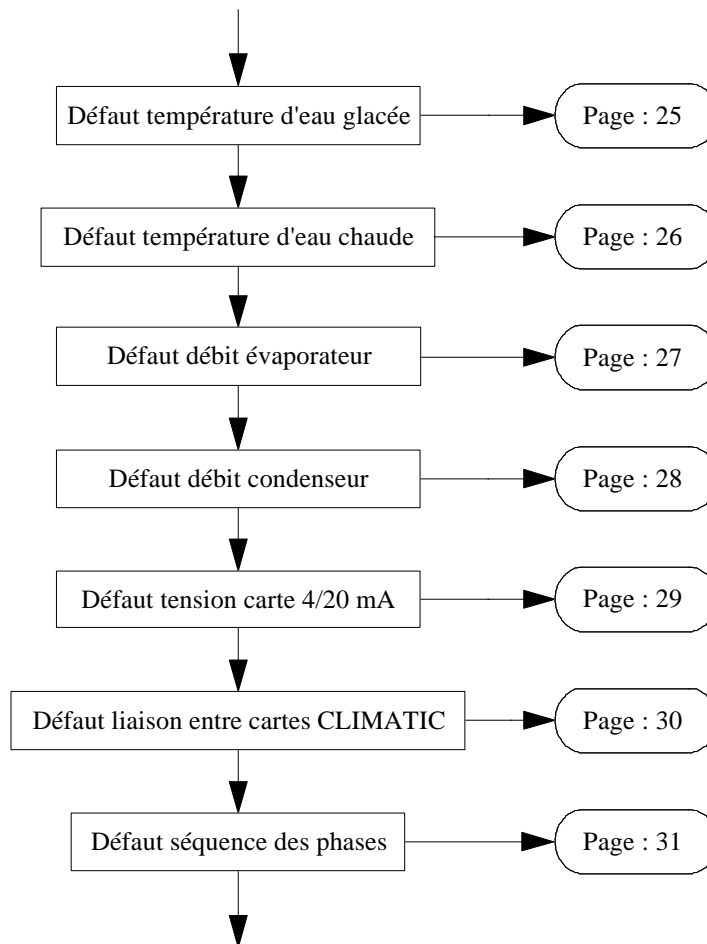 Défaut température d'eau glacée
Page : 25
Défaut température d'eau chaude
Page : 26
Défaut débit évaporateur
Page : 27
Défaut débit condenseur
Page : 28
Défaut tension carte 4/20 mA
Page : 29
Défaut liaison entre cartes CLIMATIC
Page : 30
Défaut séquence des phases
Page : 31